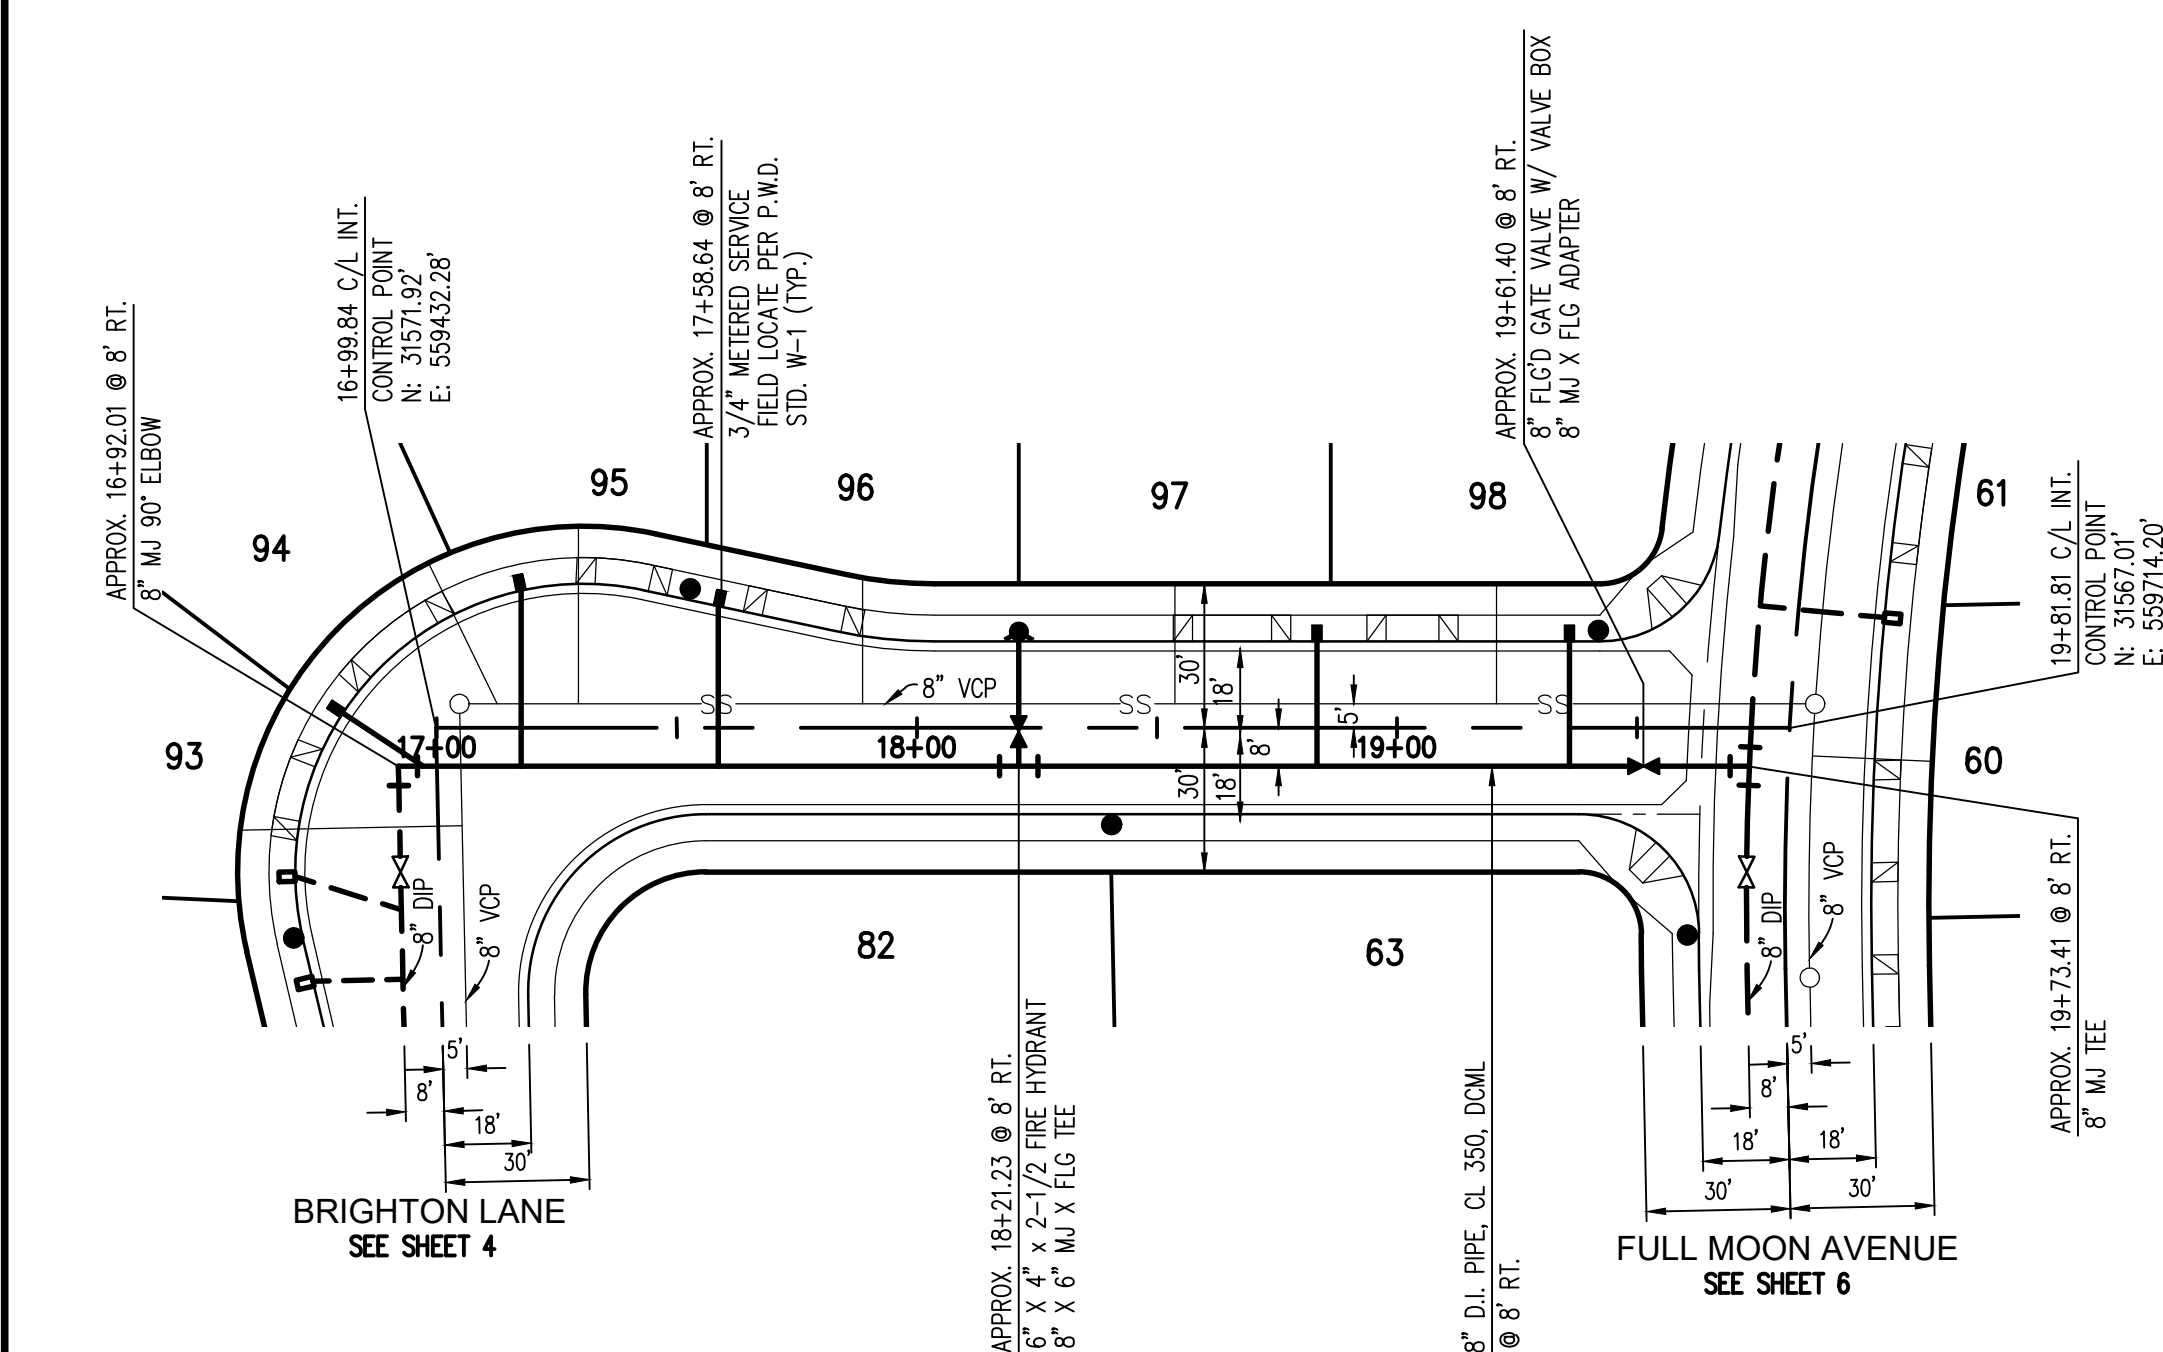 APPROX. 16+92.01 @ 8' RT.
8" MJ 90° ELBOW
16+99.84 C/L INT.
CONTROL POINT
N: 31571.92'
E: 559432.28'
APPROX. 17+58.64 @ 8' RT.
3/4" METERED SERVICE
FIELD LOCATE PER P.W.D.
STD. W-1 (TYP.)
APPROX. 19+61.40 @ 8' RT.
8" FLG'D GATE VALVE W/ VALVE BOX
8" MJ X FLG ADAPTER
19+81.81 C/L INT.
CONTROL POINT
N: 31567.01'
E: 559714.20'
93
94
95
96
97
98
61
60
82
63
SS
8" VCP
SS
SS
17+00
18+00
19+00
30'
18'
5'
8'
30'
18'
8" DIP
8" VCP
8" DIP
8" VCP
5'
8'
18'
30'
BRIGHTON LANE
SEE SHEET 4
APPROX. 18+21.23 @ 8' RT.
6" X 4" x 2-1/2 FIRE HYDRANT
8" X 6" MJ X FLG TEE
8" D.I. PIPE, CL 350, DCML
@ 8' RT.
5'
8'
18'
18'
30'
30'
FULL MOON AVENUE
SEE SHEET 6
APPROX. 19+73.41 @ 8' RT.
8" MJ TEE